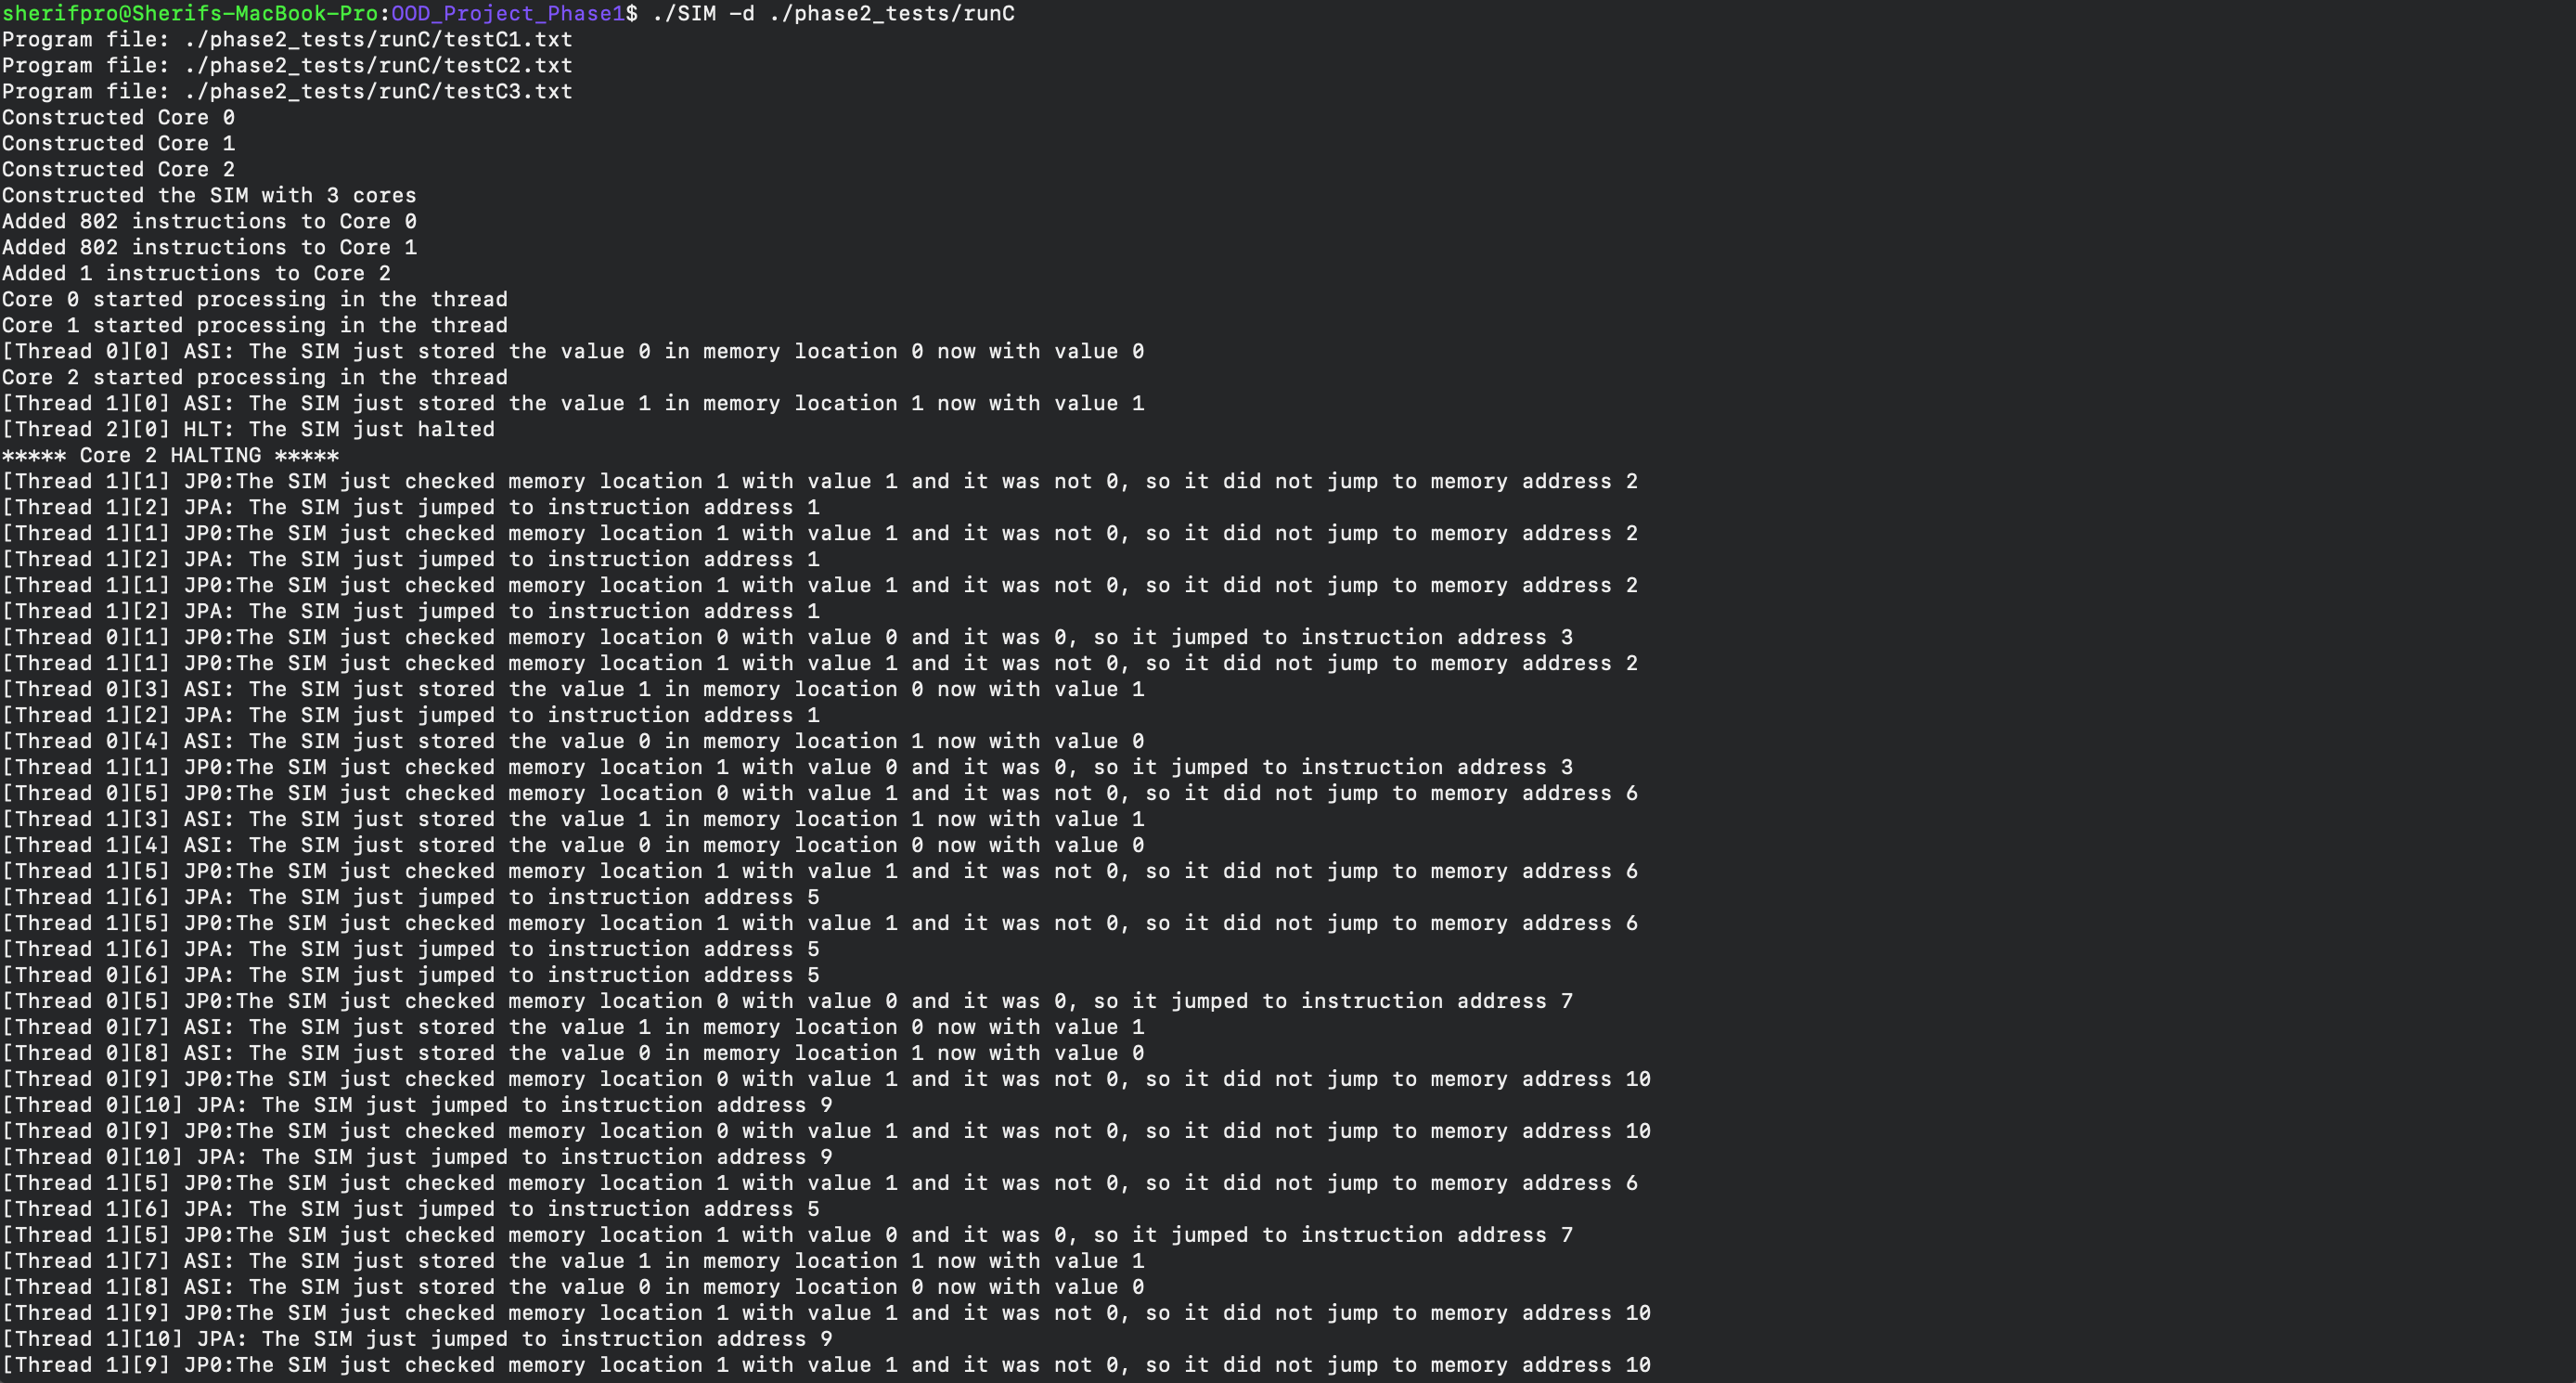 sherifpro@Sherifs-MacBook-Pro:OOD_Project_Phase1$ ./SIM -d ./phase2_tests/runC
Program file: ./phase2_tests/runC/testC1.txt
Program file: ./phase2_tests/runC/testC2.txt
Program file: ./phase2_tests/runC/testC3.txt
Constructed Core 0
Constructed Core 1
Constructed Core 2
Constructed the SIM with 3 cores
Added 802 instructions to Core 0
Added 802 instructions to Core 1
Added 1 instructions to Core 2
Core 0 started processing in the thread
Core 1 started processing in the thread
[Thread 0][0] ASI: The SIM just stored the value 0 in memory location 0 now with value 0
Core 2 started processing in the thread
[Thread 1][0] ASI: The SIM just stored the value 1 in memory location 1 now with value 1
[Thread 2][0] HLT: The SIM just halted
***** Core 2 HALTING *****
[Thread 1][1] JP0:The SIM just checked memory location 1 with value 1 and it was not 0, so it did not jump to memory address 2
[Thread 1][2] JPA: The SIM just jumped to instruction address 1
[Thread 1][1] JP0:The SIM just checked memory location 1 with value 1 and it was not 0, so it did not jump to memory address 2
[Thread 1][2] JPA: The SIM just jumped to instruction address 1
[Thread 1][1] JP0:The SIM just checked memory location 1 with value 1 and it was not 0, so it did not jump to memory address 2
[Thread 1][2] JPA: The SIM just jumped to instruction address 1
[Thread 0][1] JP0:The SIM just checked memory location 0 with value 0 and it was 0, so it jumped to instruction address 3
[Thread 1][1] JP0:The SIM just checked memory location 1 with value 1 and it was not 0, so it did not jump to memory address 2
[Thread 0][3] ASI: The SIM just stored the value 1 in memory location 0 now with value 1
[Thread 1][2] JPA: The SIM just jumped to instruction address 1
[Thread 0][4] ASI: The SIM just stored the value 0 in memory location 1 now with value 0
[Thread 1][1] JP0:The SIM just checked memory location 1 with value 0 and it was 0, so it jumped to instruction address 3
[Thread 0][5] JP0:The SIM just checked memory location 0 with value 1 and it was not 0, so it did not jump to memory address 6
[Thread 1][3] ASI: The SIM just stored the value 1 in memory location 1 now with value 1
[Thread 1][4] ASI: The SIM just stored the value 0 in memory location 0 now with value 0
[Thread 1][5] JP0:The SIM just checked memory location 1 with value 1 and it was not 0, so it did not jump to memory address 6
[Thread 1][6] JPA: The SIM just jumped to instruction address 5
[Thread 1][5] JP0:The SIM just checked memory location 1 with value 1 and it was not 0, so it did not jump to memory address 6
[Thread 1][6] JPA: The SIM just jumped to instruction address 5
[Thread 0][6] JPA: The SIM just jumped to instruction address 5
[Thread 0][5] JP0:The SIM just checked memory location 0 with value 0 and it was 0, so it jumped to instruction address 7
[Thread 0][7] ASI: The SIM just stored the value 1 in memory location 0 now with value 1
[Thread 0][8] ASI: The SIM just stored the value 0 in memory location 1 now with value 0
[Thread 0][9] JP0:The SIM just checked memory location 0 with value 1 and it was not 0, so it did not jump to memory address 10
[Thread 0][10] JPA: The SIM just jumped to instruction address 9
[Thread 0][9] JP0:The SIM just checked memory location 0 with value 1 and it was not 0, so it did not jump to memory address 10
[Thread 0][10] JPA: The SIM just jumped to instruction address 9
[Thread 1][5] JP0:The SIM just checked memory location 1 with value 1 and it was not 0, so it did not jump to memory address 6
[Thread 1][6] JPA: The SIM just jumped to instruction address 5
[Thread 1][5] JP0:The SIM just checked memory location 1 with value 0 and it was 0, so it jumped to instruction address 7
[Thread 1][7] ASI: The SIM just stored the value 1 in memory location 1 now with value 1
[Thread 1][8] ASI: The SIM just stored the value 0 in memory location 0 now with value 0
[Thread 1][9] JP0:The SIM just checked memory location 1 with value 1 and it was not 0, so it did not jump to memory address 10
[Thread 1][10] JPA: The SIM just jumped to instruction address 9
[Thread 1][9] JP0:The SIM just checked memory location 1 with value 1 and it was not 0, so it did not jump to memory address 10